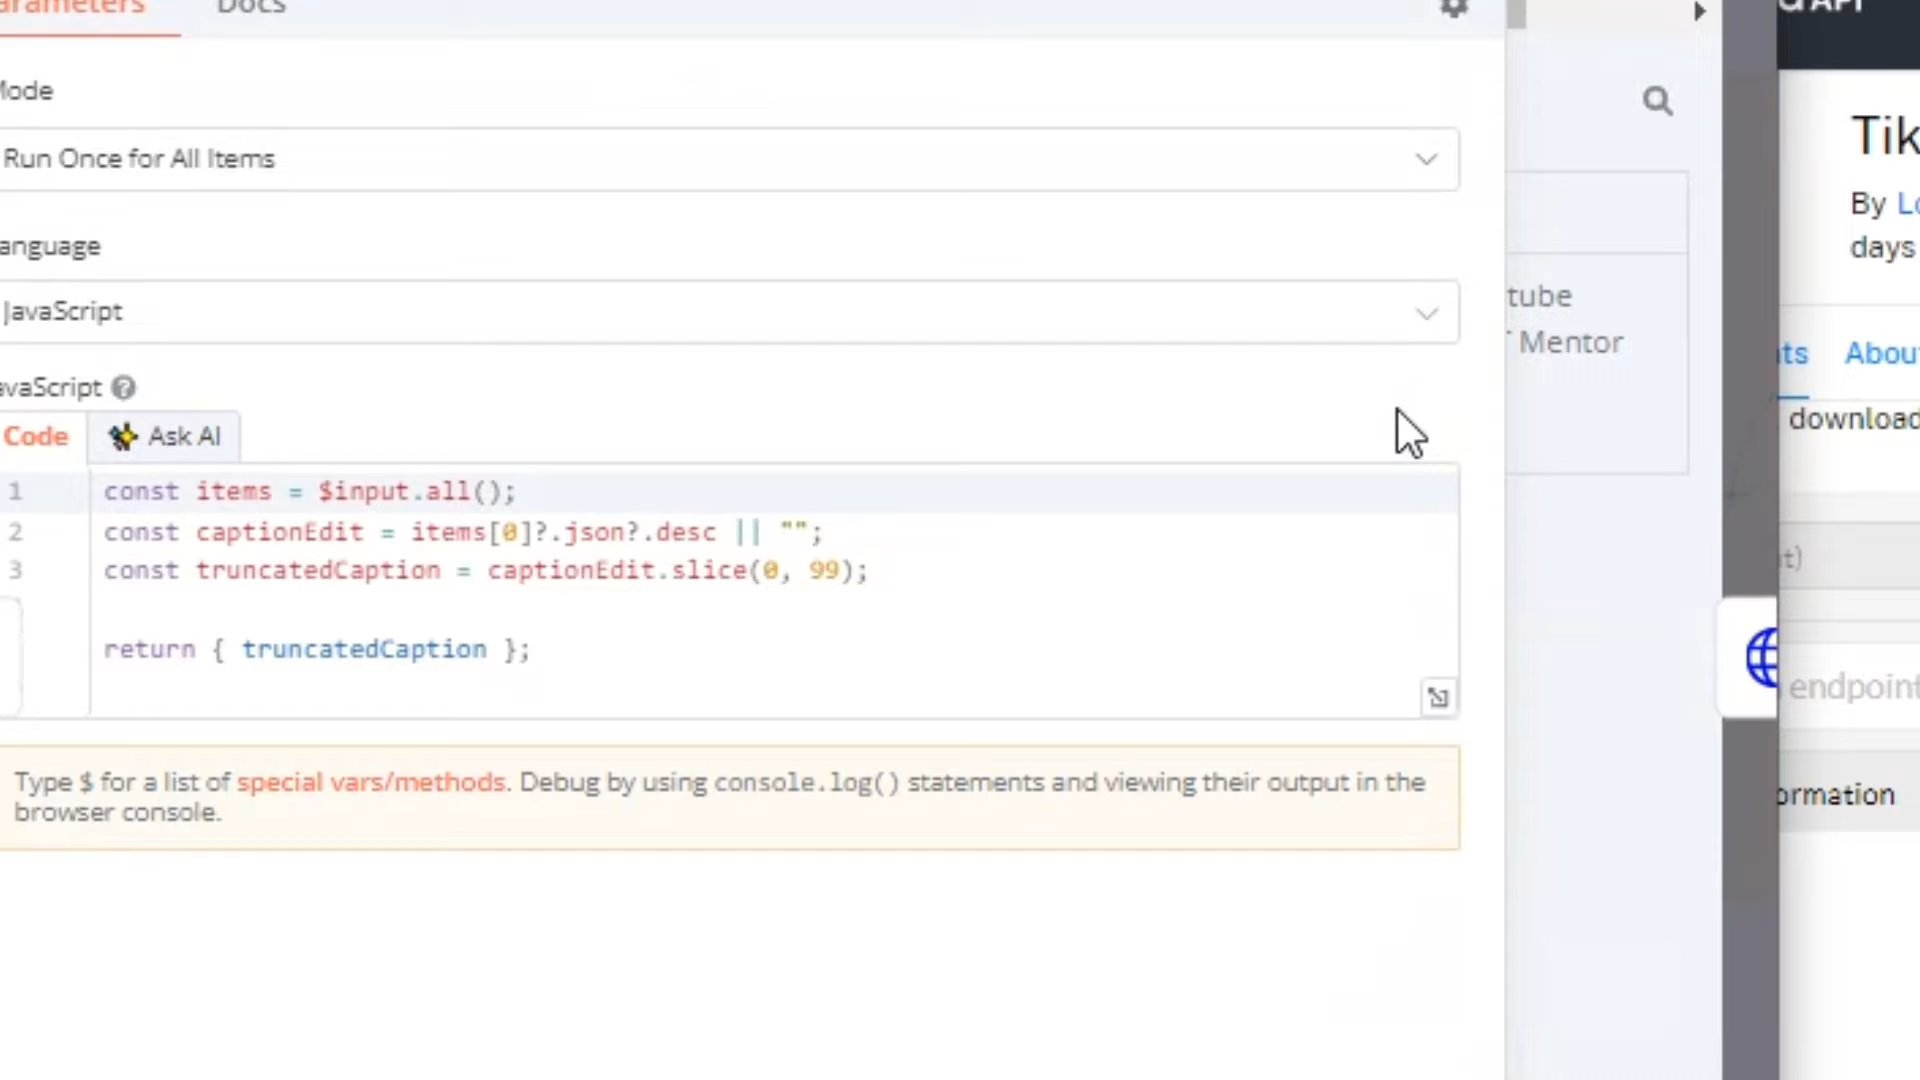 arameters Docs
Mode
Run Once for All Items
anguage
JavaScript
avaScript ?
Code Ask AI
1 const items = $input.all();
2 const captionEdit = items[0]?.json?.desc || "";
3 const truncatedCaption = captionEdit.slice(0, 99);
return { truncatedCaption };
Type $ for a list of special vars/methods. Debug by using console.log() statements and viewing their output in the
browser console.
tube
Mentor
API
Tik
By Lo
days
ts Abou
download
t)
endpoint
ormation